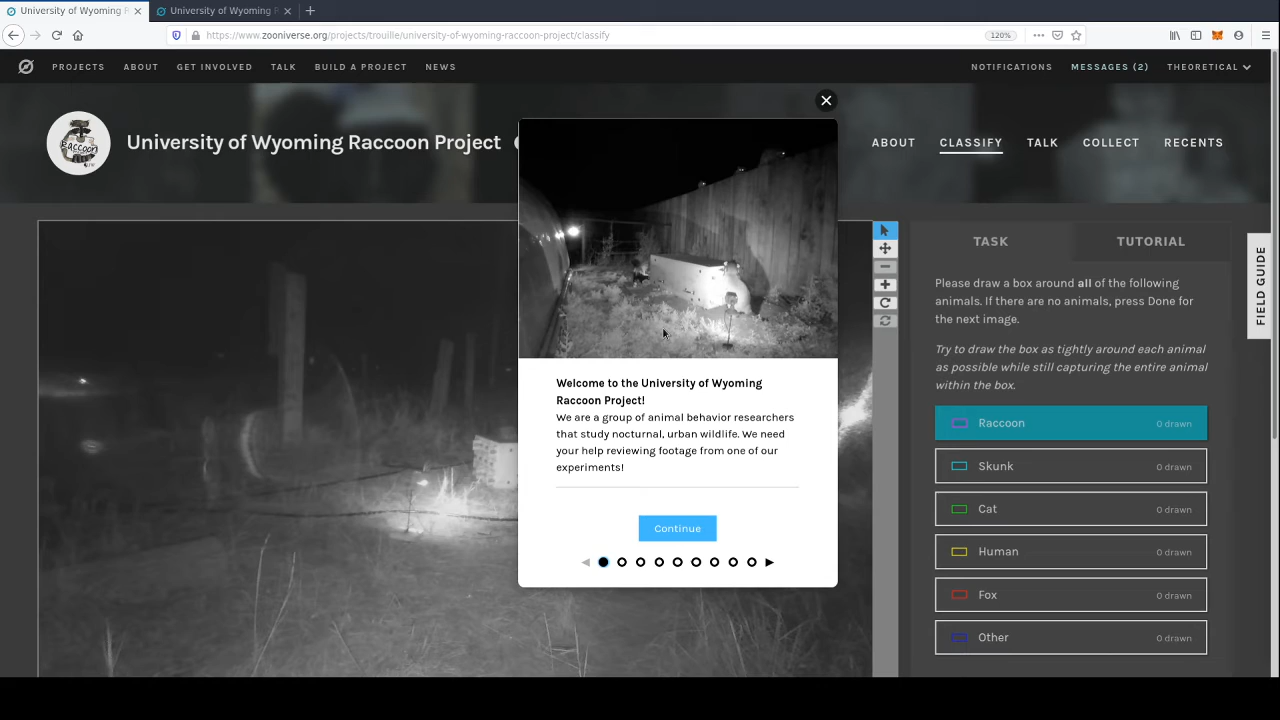 University of Wyoming R
University of Wyoming R
https://www.zooniverse.org/projects/trouille/university-of-wyoming-raccoon-project/classify
120%
PROJECTS
ABOUT
GET INVOLVED
TALK
BUILD A PROJECT
NEWS
NOTIFICATIONS
MESSAGES (2)
THEORETICAL
RACCOON
University of Wyoming Raccoon Project
ABOUT
CLASSIFY
TALK
COLLECT
RECENTS
Welcome to the University of Wyoming
Raccoon Project!
We are a group of animal behavior researchers
that study nocturnal, urban wildlife. We need
your help reviewing footage from one of our
experiments!
Continue
TASK
TUTORIAL
Please draw a box around all of the following
animals. If there are no animals, press Done for
the next image.
Try to draw the box as tightly around each animal
as possible while still capturing the entire animal
within the box.
Raccoon 0 drawn
Skunk 0 drawn
Cat 0 drawn
Human 0 drawn
Fox 0 drawn
Other 0 drawn
FIELD GUIDE